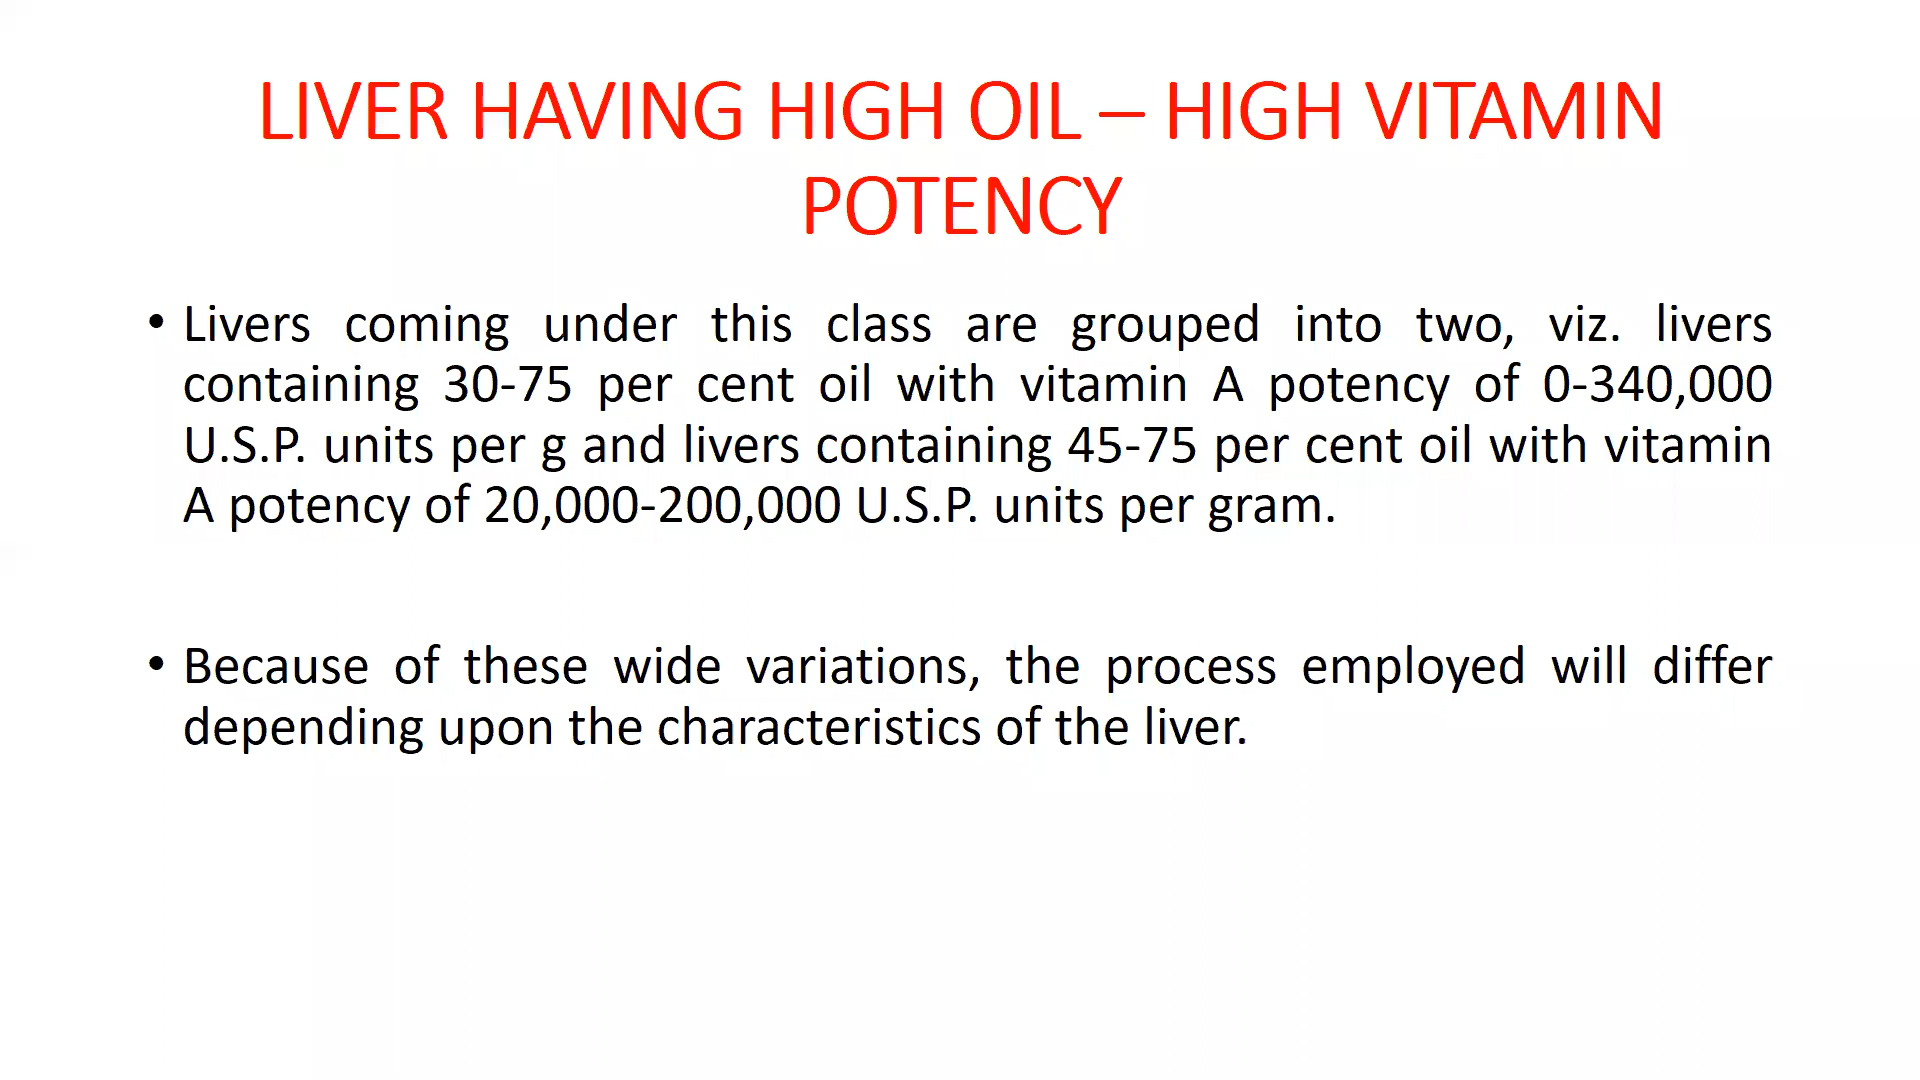 LIVER HAVING HIGH OIL – HIGH VITAMIN
POTENCY
• Livers coming under this class are grouped into two, viz. livers
containing 30-75 per cent oil with vitamin A potency of 0-340,000
U.S.P. units per g and livers containing 45-75 per cent oil with vitamin
A potency of 20,000-200,000 U.S.P. units per gram.
• Because of these wide variations, the process employed will differ
depending upon the characteristics of the liver.